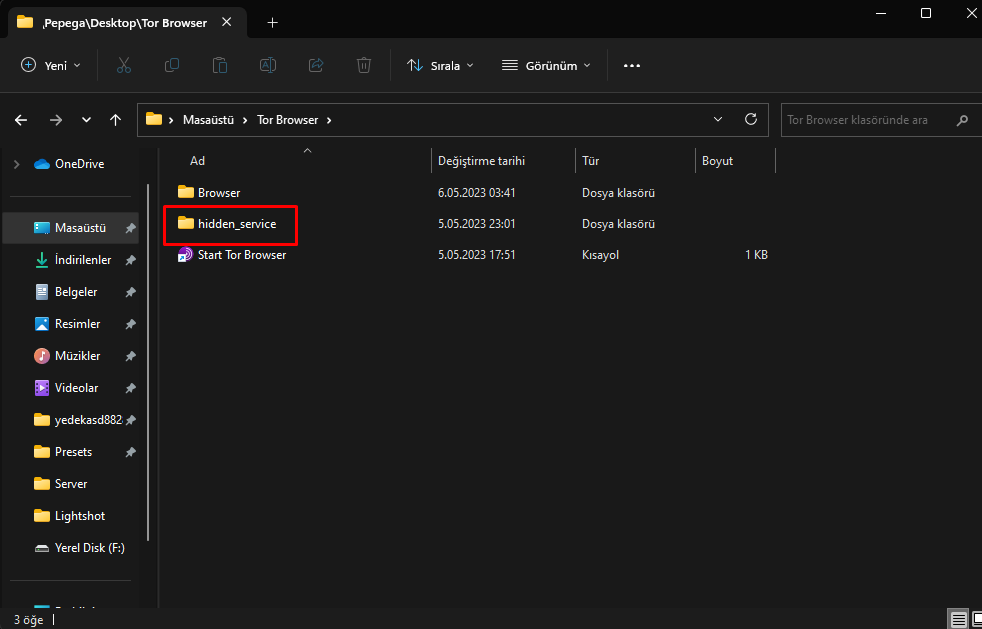 .Pepega\Desktop\Tor Browser
Yeni
Sırala
Görünüm
Masaüstü
Tor Browser
Tor Browser klasöründe ara
Ad
Değiştirme tarihi
Tür
Boyut
OneDrive
Browser
6.05.2023 03:41
Dosya klasörü
Masaüstü
hidden_service
5.05.2023 23:01
Dosya klasörü
Start Tor Browser
5.05.2023 17:51
Kısayol
1 KB
İndirilenler
Belgeler
Resimler
Müzikler
Videolar
yedekasd882
Presets
Server
Lightshot
Yerel Disk (F:)
3 öğe